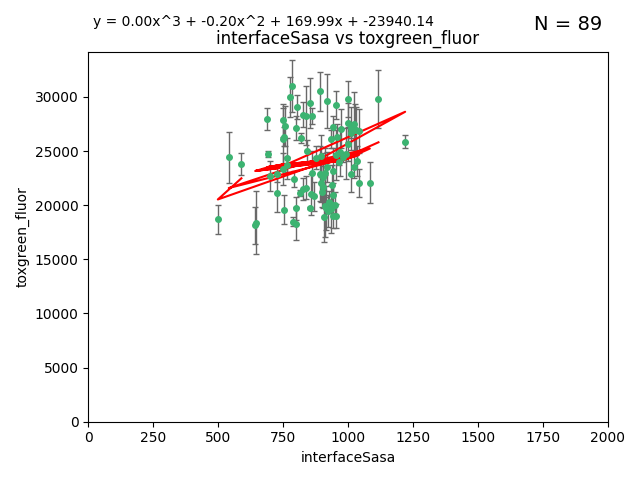 y = 0.00x^3 + -0.20x^2 + 169.99x + -23940.14
N = 89
interfaceSasa vs toxgreen_fluor
toxgreen_fluor
30000
25000
20000
15000
10000
5000
0
0 250 500 750 1000 1250 1500 1750 2000
interfaceSasa